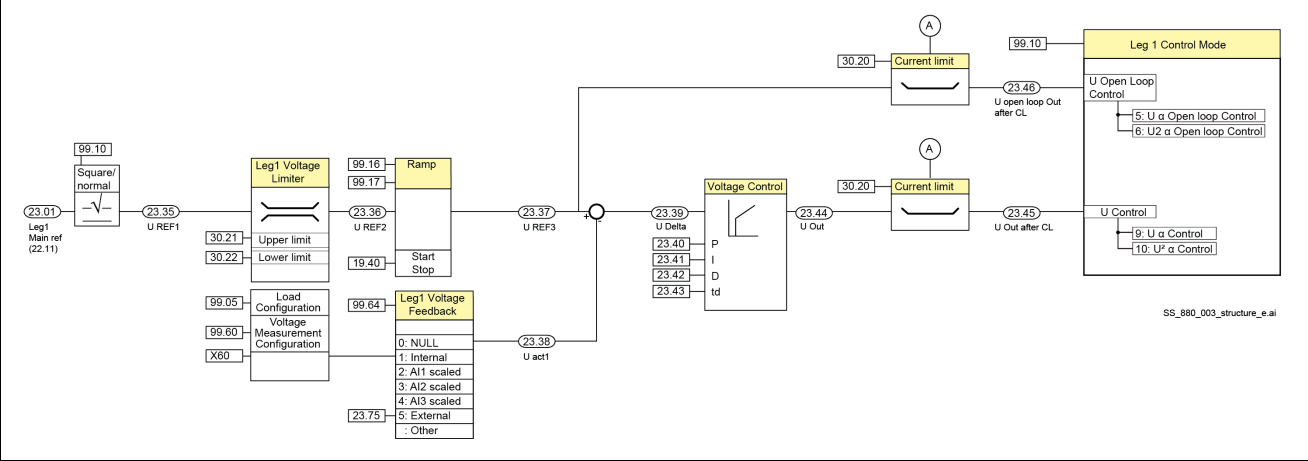 A
30.20
Current limit
23.46
U open loop Out
after CL
99.10
Leg 1 Control Mode
U Open Loop
Control
5: U α Open loop Control
6: U2 α Open loop Control
99.10
Square/
normal
23.01
Leg1
Main ref
(22.11)
23.35
U REF1
Leg1 Voltage
Limiter
30.21
Upper limit
30.22
Lower limit
23.36
U REF2
99.16
99.17
Ramp
19.40
Start
Stop
23.37
U REF3
+
-
23.39
U Delta
Voltage Control
23.40
P
23.41
I
23.42
D
23.43
td
23.44
U Out
A
30.20
Current limit
23.45
U Out after CL
U Control
9: U α Control
10: U² α Control
99.05
Load
Configuration
99.60
Voltage
Measurement
Configuration
X60
99.64
Leg1 Voltage
Feedback
0: NULL
1: Internal
2: AI1 scaled
3: AI2 scaled
4: AI3 scaled
23.75
5: External
: Other
23.38
U act1
SS_880_003_structure_e.ai